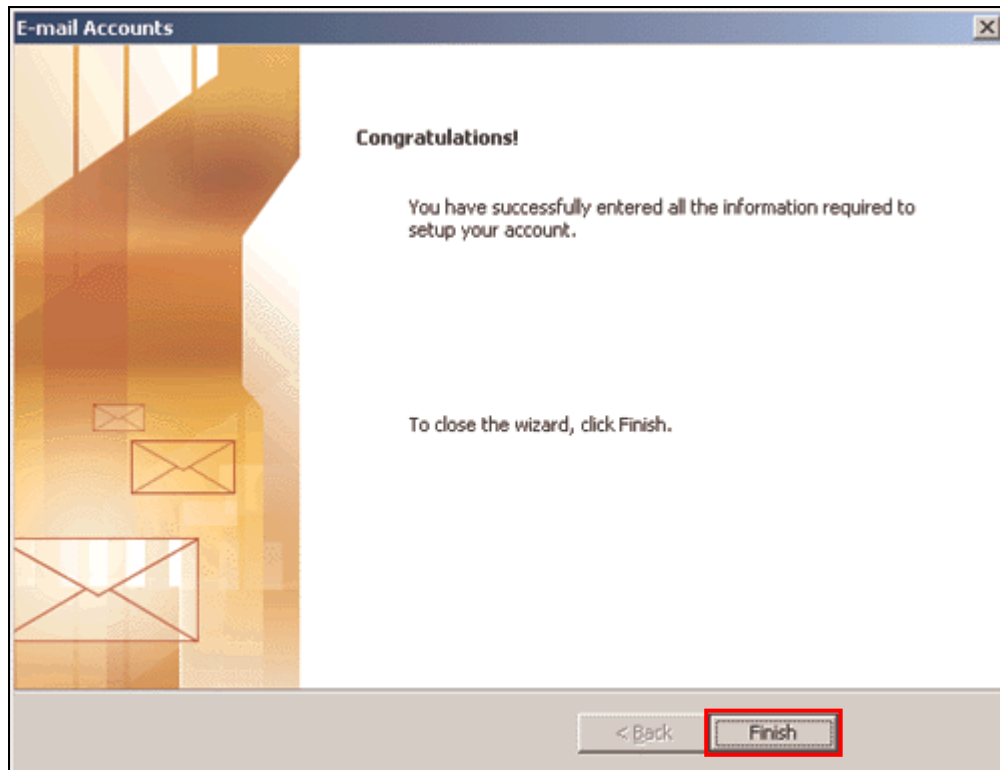 E-mail Accounts
Congratulations!
You have successfully entered all the information required to
setup your account.
To close the wizard, click Finish.
< Back
Finish